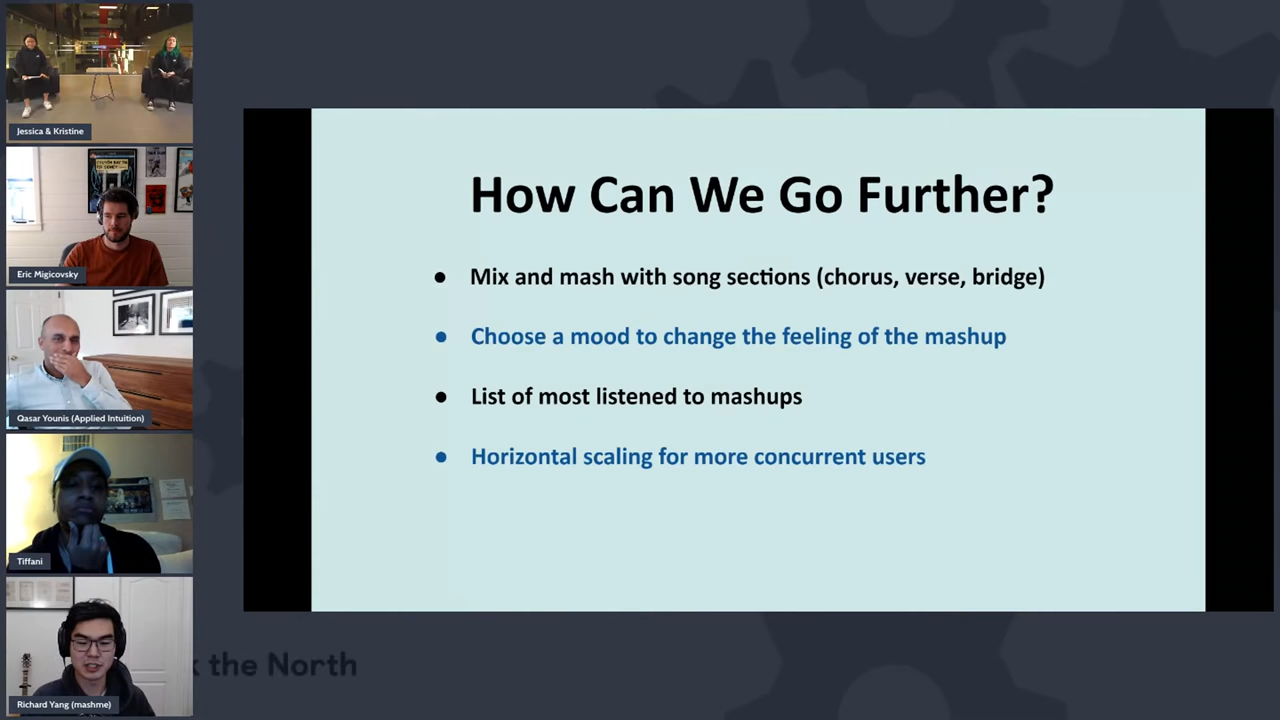 Jessica & Kristine
Eric Migicovsky
Qasar Younis (Applied Intuition)
Tiffani
Richard Yang (mashme)
How Can We Go Further?
● Mix and mash with song sections (chorus, verse, bridge)
● Choose a mood to change the feeling of the mashup
● List of most listened to mashups
● Horizontal scaling for more concurrent users
the North